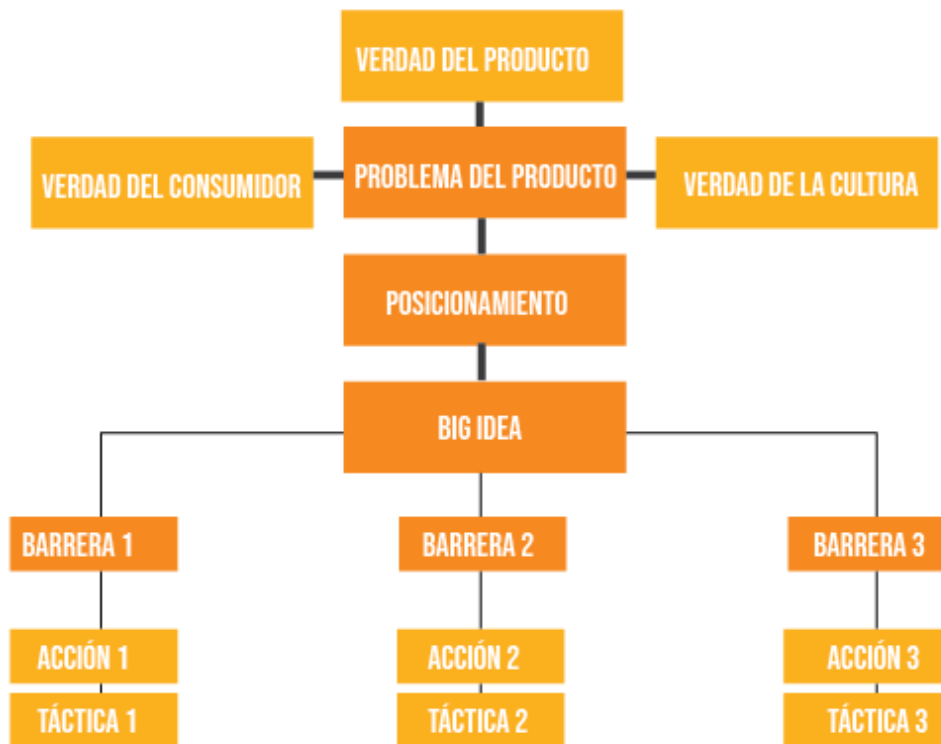 VERDAD DEL PRODUCTO
VERDAD DEL CONSUMIDOR
PROBLEMA DEL PRODUCTO
VERDAD DE LA CULTURA
POSICIONAMIENTO
BIG IDEA
BARRERA 1
BARRERA 2
BARRERA 3
ACCIÓN 1
ACCIÓN 2
ACCIÓN 3
TÁCTICA 1
TÁCTICA 2
TÁCTICA 3